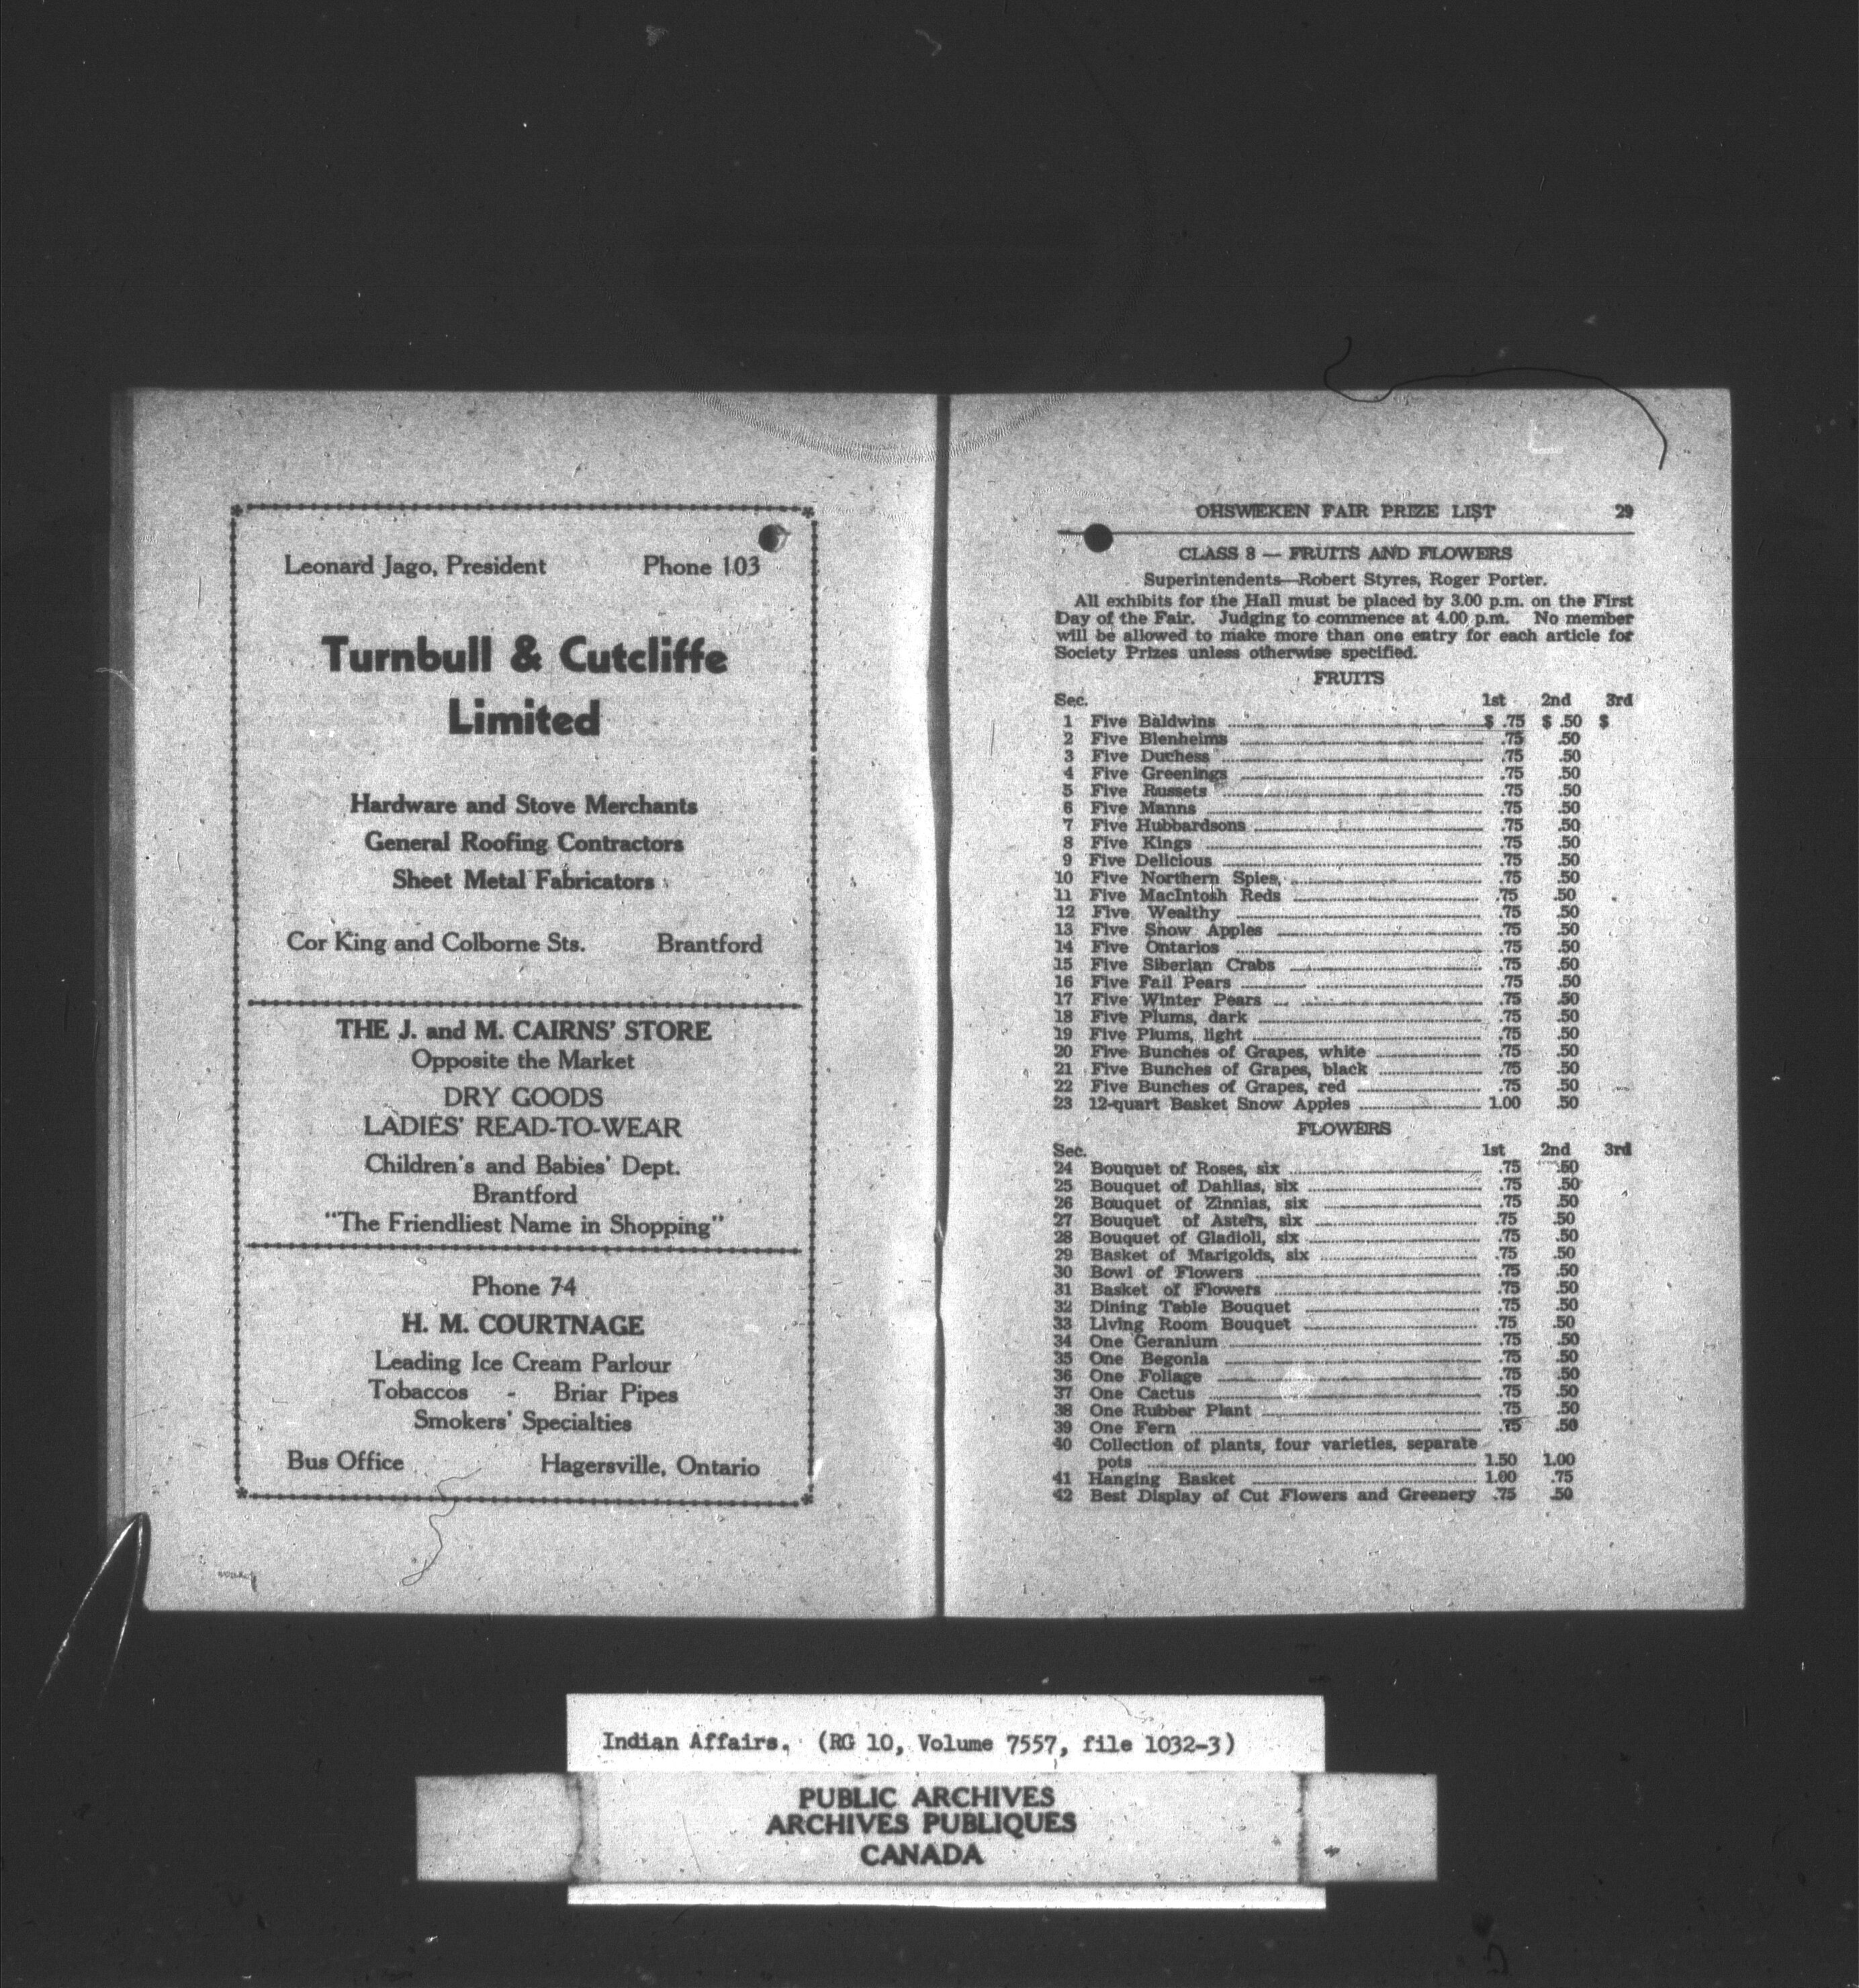 Leonard Jago, President Phone 103
Turnbull & Cutcliffe
Limited
Hardware and Stove Merchants
General Roofing Contractors
Sheet Metal Fabricators
Cor King and Colborne Sts. Brantford
THE J. and M. CAIRNS' STORE
Opposite the Market
DRY GOODS
LADIES' READ-TO-WEAR
Children's and Babies' Dept.
Brantford
"The Friendliest Name in Shopping"
Phone 74
H. M. COURTNAGE
Leading Ice Cream Parlour
Tobaccos - Briar Pipes
Smokers' Specialties
Bus Office Hagersville, Ontario
OHSWEKEN FAIR PRIZE LIST 29
CLASS 8 — FRUITS AND FLOWERS
Superintendents—Robert Styres, Roger Porter.
All exhibits for the Hall must be placed by 3.00 p.m. on the First
Day of the Fair. Judging to commence at 4.00 p.m. No member
will be allowed to make more than one entry for each article for
Society Prizes unless otherwise specified.
FRUITS
Sec. 1st 2nd 3rd
1 Five Baldwins $ .75 $ .50 $
2 Five Blenheims .75 .50
3 Five Duchess .75 .50
4 Five Greenings .75 .50
5 Five Russets .75 .50
6 Five Manns .75 .50
7 Five Hubbardsons .75 .50
8 Five Kings .75 .50
9 Five Delicious .75 .50
10 Five Northern Spies, .75 .50
11 Five MacIntosh Reds .75 .50
12 Five Wealthy .75 .50
13 Five Snow Apples .75 .50
14 Five Ontarios .75 .50
15 Five Siberian Crabs .75 .50
16 Five Fall Pears .75 .50
17 Five Winter Pears .75 .50
18 Five Plums, dark .75 .50
19 Five Plums, light .75 .50
20 Five Bunches of Grapes, white .75 .50
21 Five Bunches of Grapes, black .75 .50
22 Five Bunches of Grapes, red .75 .50
23 12-quart Basket Snow Apples 1.00 .50
FLOWERS
Sec. 1st 2nd 3rd
24 Bouquet of Roses, six .75 .50
25 Bouquet of Dahlias, six .75 .50
26 Bouquet of Zinnias, six .75 .50
27 Bouquet of Asters, six .75 .50
28 Bouquet of Gladioli, six .75 .50
29 Basket of Marigolds, six .75 .50
30 Bowl of Flowers .75 .50
31 Basket of Flowers .75 .50
32 Dining Table Bouquet .75 .50
33 Living Room Bouquet .75 .50
34 One Geranium .75 .50
35 One Begonia .75 .50
36 One Foliage .75 .50
37 One Cactus .75 .50
38 One Rubber Plant .75 .50
39 One Fern .75 .50
40 Collection of plants, four varieties, separate
pots 1.50 1.00
41 Hanging Basket 1.00 .75
42 Best Display of Cut Flowers and Greenery .75 .50
Indian Affairs. (RG 10, Volume 7557, file 1032-3)
PUBLIC ARCHIVES
ARCHIVES PUBLIQUES
CANADA